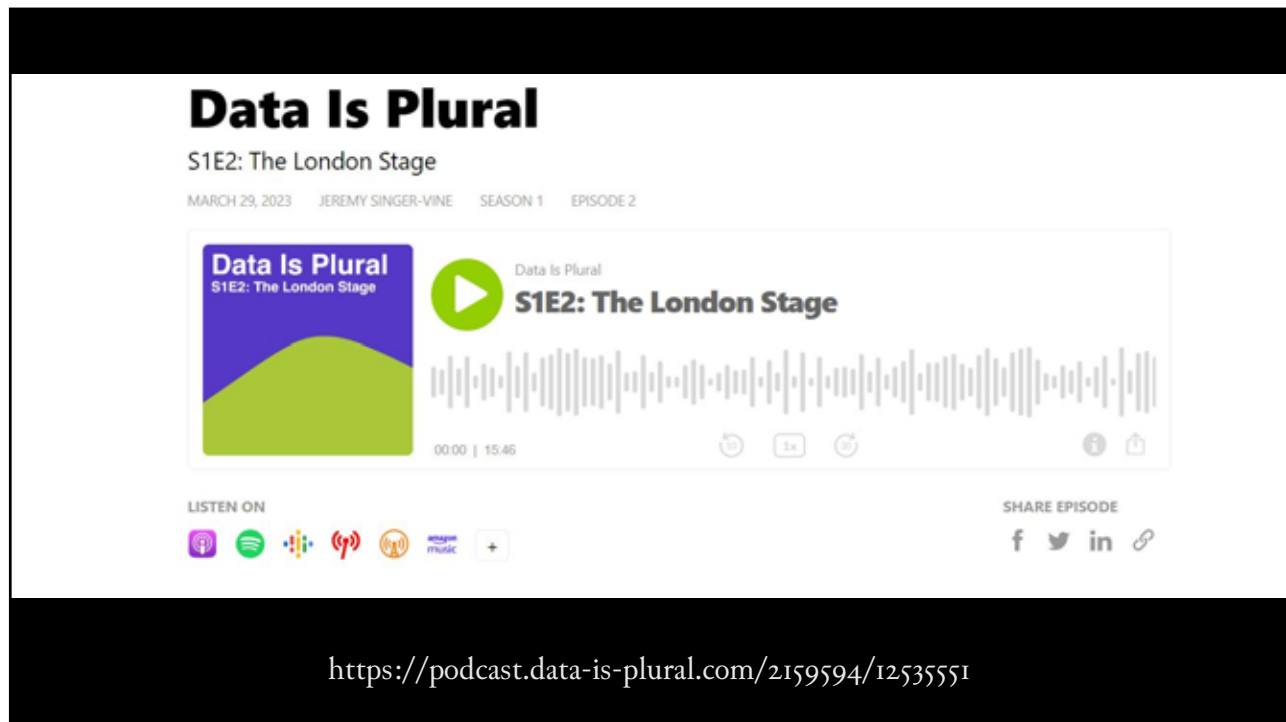 Data Is Plural
S1E2: The London Stage
MARCH 29, 2023 JEREMY SINGER-VINE SEASON 1 EPISODE 2
Data Is Plural
S1E2: The London Stage
Data Is Plural
S1E2: The London Stage
00:00 | 15:46
10 1x 30
LISTEN ON
SHARE EPISODE
amazon music +
https://podcast.data-is-plural.com/2159594/12535551